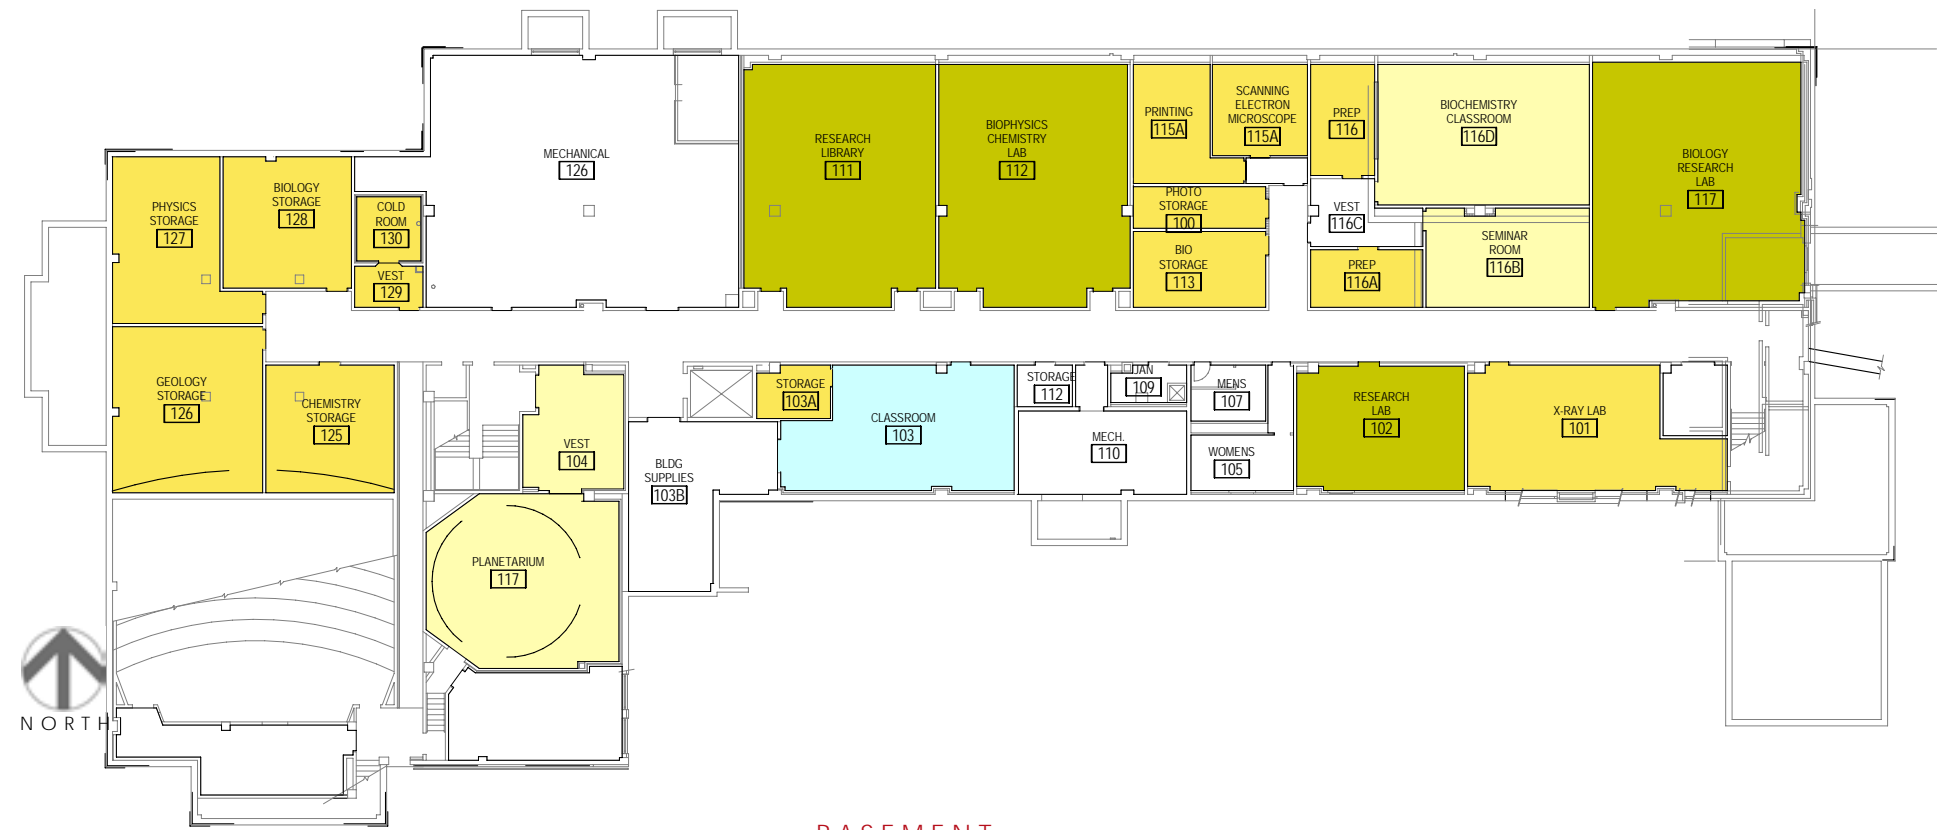 MECHANICAL
126
RESEARCH
LIBRARY
111
BIOPHYSICS
CHEMISTRY
LAB
112
PRINTING
115A
SCANNING
ELECTRON
MICROSCOPE
115A
PREP
116
BIOCHEMISTRY
CLASSROOM
116D
BIOLOGY
RESEARCH
LAB
117
PHYSICS
STORAGE
127
BIOLOGY
STORAGE
128
COLD
ROOM
130
VEST
129
PHOTO
STORAGE
100
BIO
STORAGE
113
VEST
116C
PREP
116A
SEMINAR
ROOM
116B
GEOLOGY
STORAGE
126
CHEMISTRY
STORAGE
125
VEST
104
BLDG
SUPPLIES
103B
STORAGE
103A
CLASSROOM
103
STORAGE
112
MECH.
110
JAN
109
MENS
107
WOMENS
105
RESEARCH
LAB
102
X-RAY LAB
101
PLANETARIUM
117
NORTH
BASEMENT